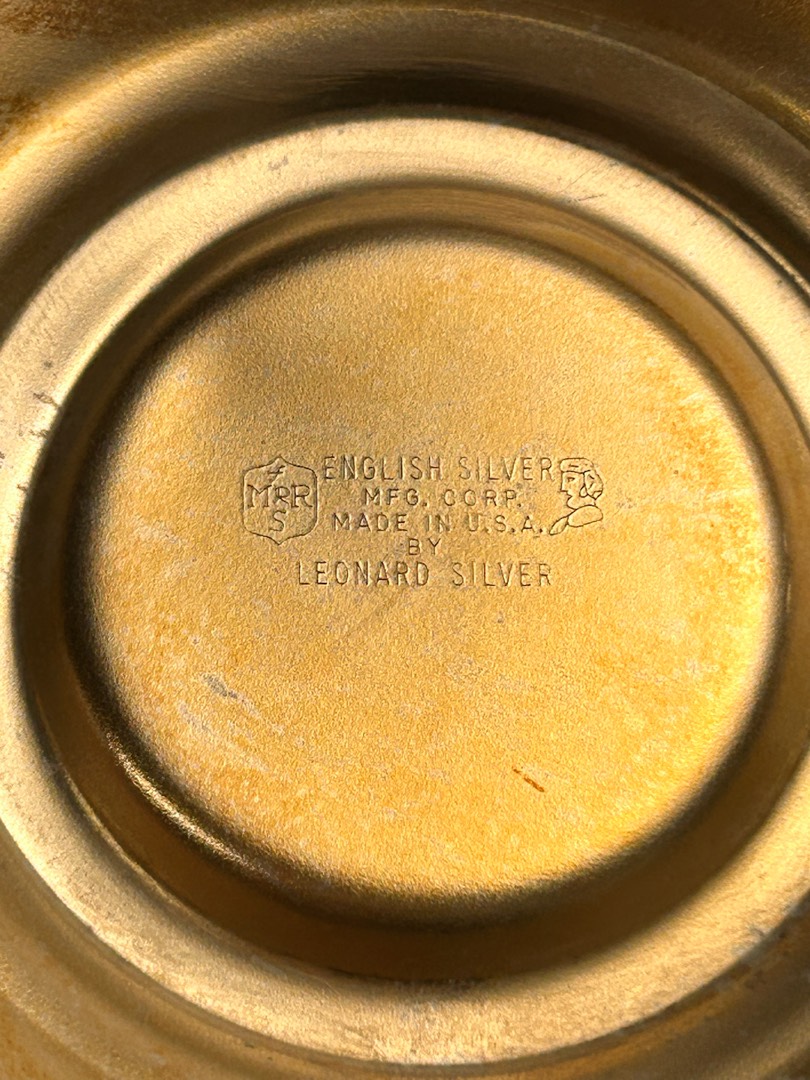 ENGLISH SILVER
MFG. CORP.
MADE IN U.S.A.
BY
LEONARD SILVER